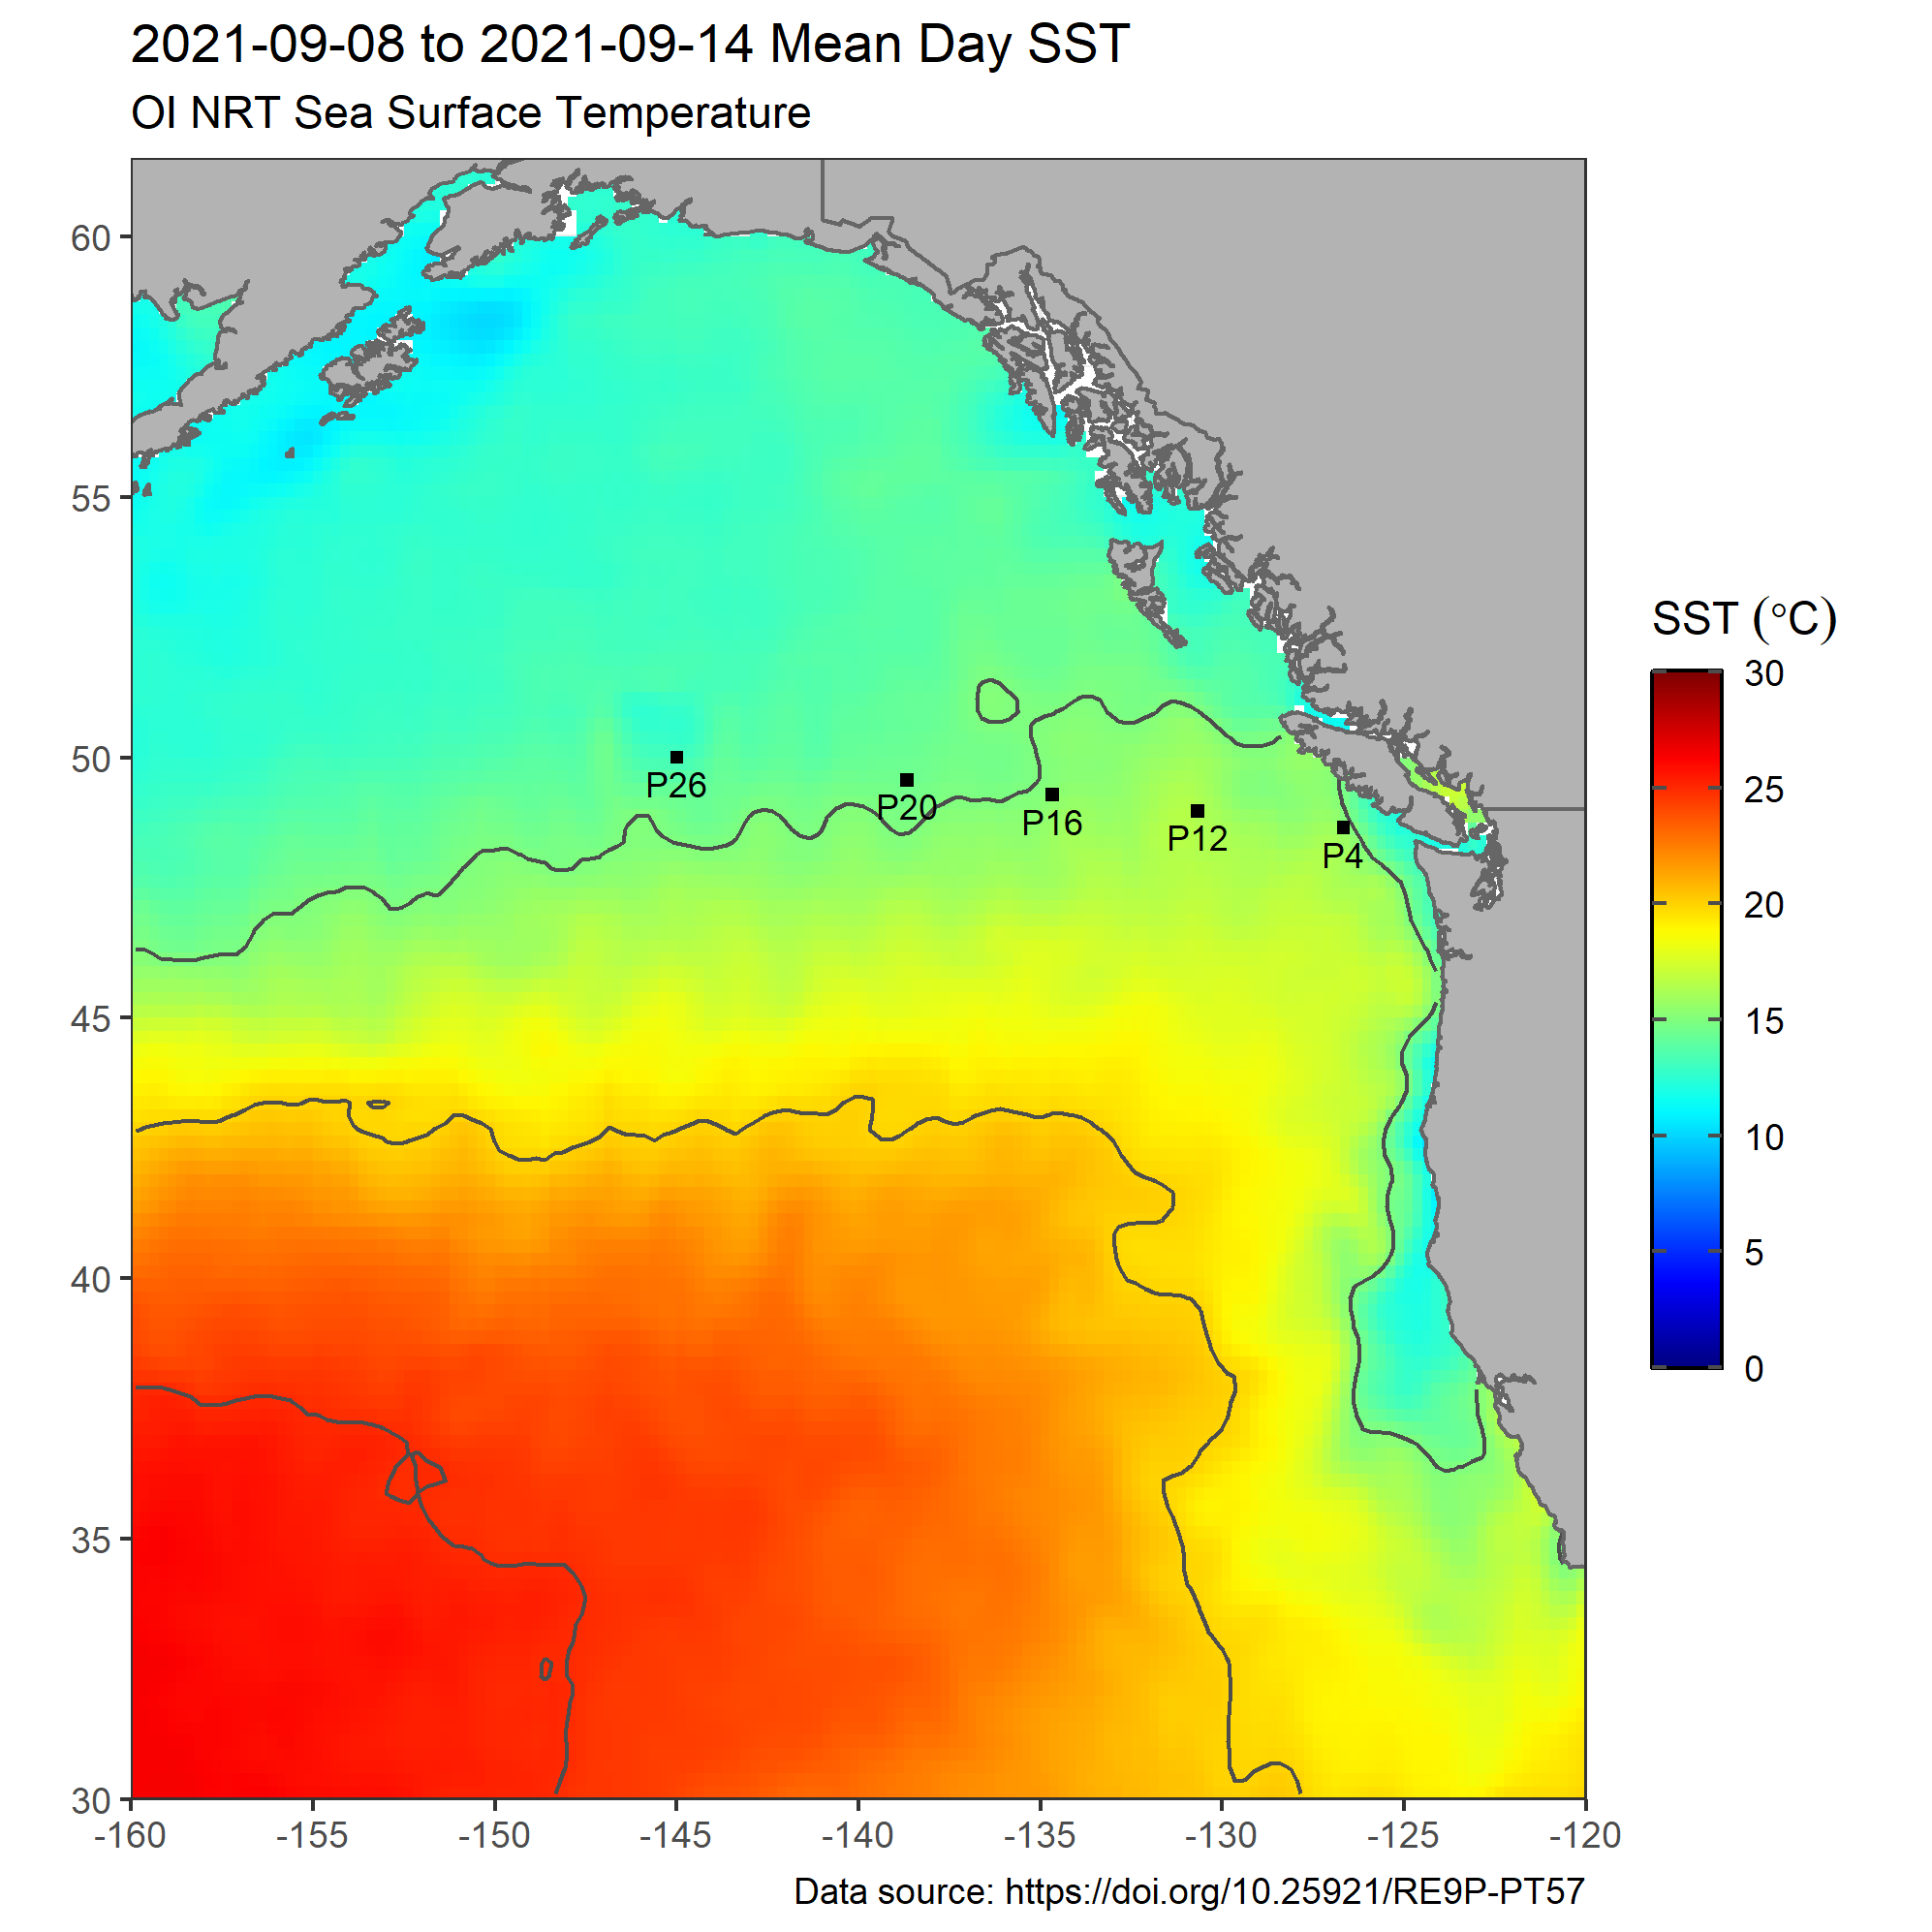 2021-09-08 to 2021-09-14 Mean Day SST
OI NRT Sea Surface Temperature
60
55
50
45
40
35
30
P26
P20
P16
P12
P4
-160
-155
-150
-145
-140
-135
-130
-125
-120
SST (°C)
30
25
20
15
10
5
0
Data source: https://doi.org/10.25921/RE9P-PT57